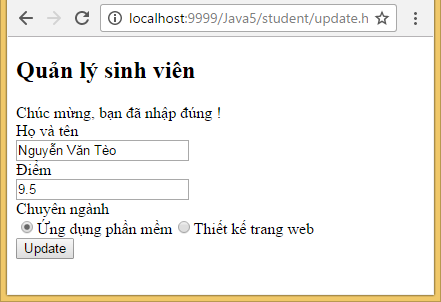 localhost:9999/Java5/student/update.h
Quản lý sinh viên
Chúc mừng, bạn đã nhập đúng !
Họ và tên
Nguyễn Văn Tèo
Điểm
9.5
Chuyên ngành
Ứng dụng phần mềm Thiết kế trang web
Update